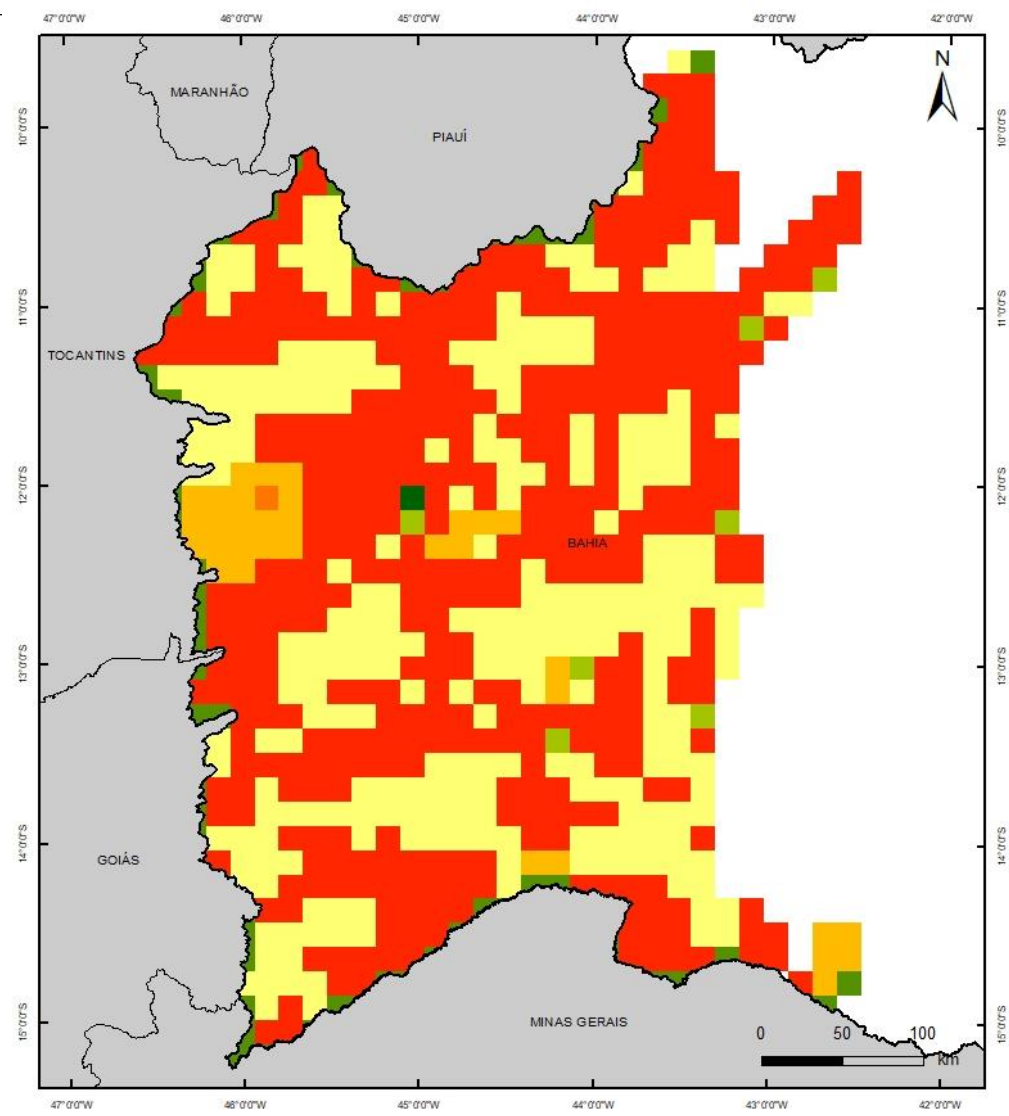 47°0'0"W 46°0'0"W 45°0'0"W 44°0'0"W 43°0'0"W 42°0'0"W
N
MARANHÃO
PIAUÍ
10°0'0"S 10°0'0"S
11°0'0"S 11°0'0"S
TOCANTINS
12°0'0"S 12°0'0"S
BAHIA
13°0'0"S 13°0'0"S
GOIÁS
14°0'0"S 14°0'0"S
MINAS GERAIS
15°0'0"S 15°0'0"S
0 50 100
km
47°0'0"W 46°0'0"W 45°0'0"W 44°0'0"W 43°0'0"W 42°0'0"W